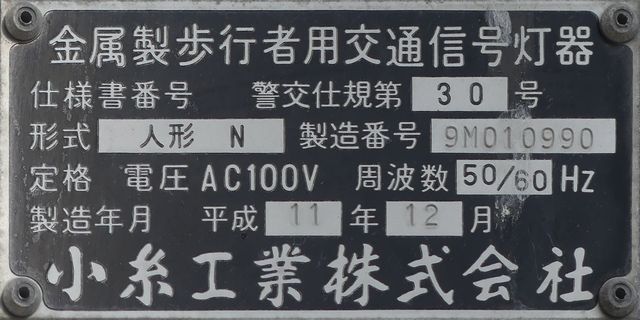 金属製歩行者用交通信号灯器
仕様書番号 警交仕規第 30 号
形式 人形 N 製造番号 9M010990
定格 電圧 AC100V 周波数 50/60 Hz
製造年月 平成 11 年 12 月
小糸工業株式会社